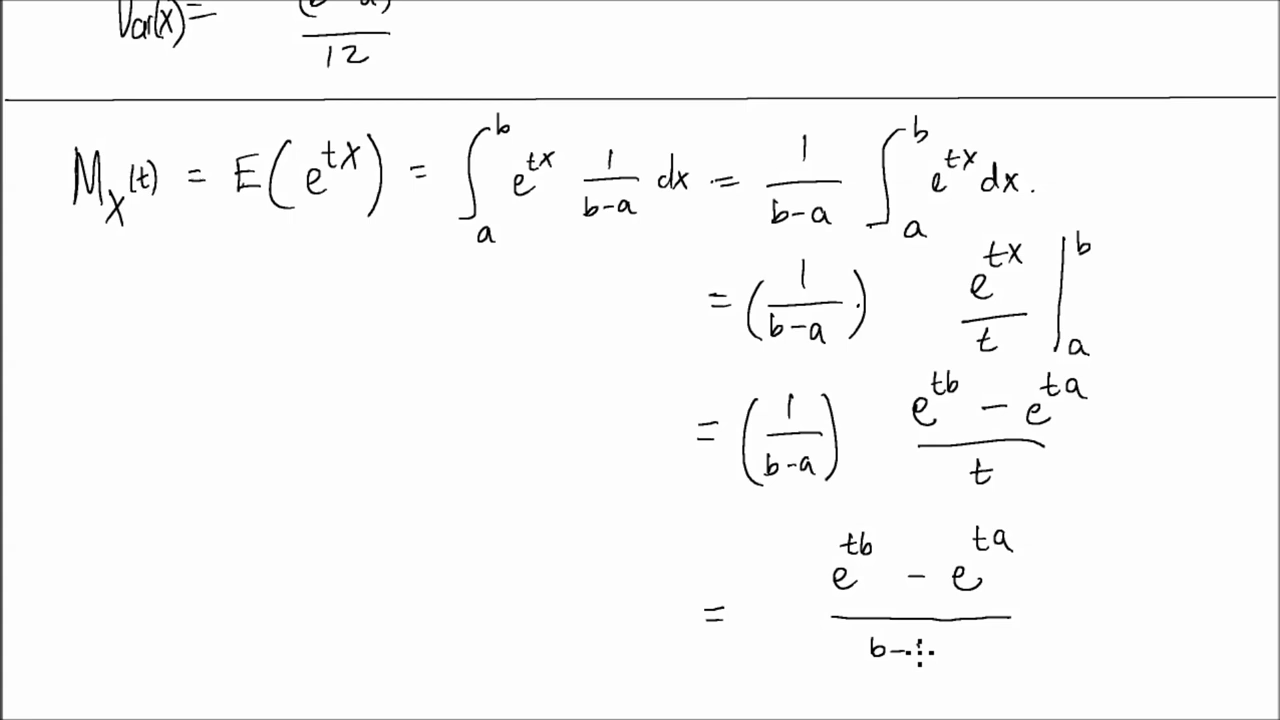 Var(x) = (b-a) / 12
M_X(t) = E(e^{tX}) = ∫_a^b e^{tx} 1/(b-a) dx = 1/(b-a) ∫_a^b e^{tx} dx.
= (1/(b-a) ·) e^{tx}/t |_a^b
= (1/(b-a)) (e^{tb} - e^{ta})/t
= (e^{tb} - e^{ta})/(b-